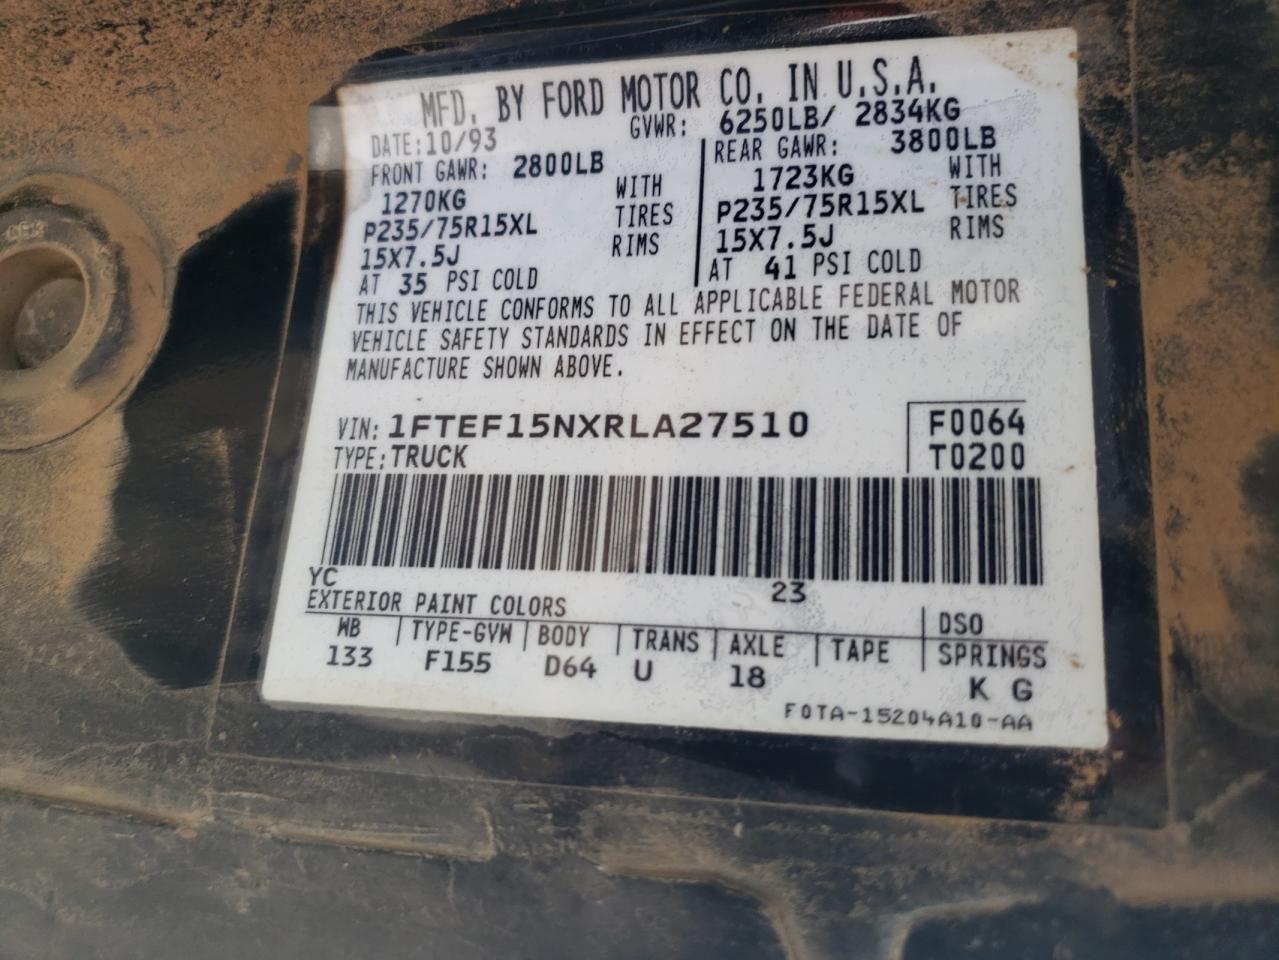 MFD. BY FORD MOTOR CO. IN U.S.A.
DATE:10/93
GVWR: 6250LB/ 2834KG
FRONT GAWR: 2800LB
1270KG WITH
P235/75R15XL TIRES
15X7.5J RIMS
AT 35 PSI COLD
REAR GAWR: 3800LB
1723KG WITH
P235/75R15XL TIRES
15X7.5J RIMS
AT 41 PSI COLD
THIS VEHICLE CONFORMS TO ALL APPLICABLE FEDERAL MOTOR
VEHICLE SAFETY STANDARDS IN EFFECT ON THE DATE OF
MANUFACTURE SHOWN ABOVE.
VIN: 1FTEF15NXRLA27510
TYPE:TRUCK
F0064
T0200
YC 23
EXTERIOR PAINT COLORS DSO
WB TYPE-GVW BODY TRANS AXLE TAPE SPRINGS
133 F155 D64 U 18 K G
F0TA-15204A10-AA